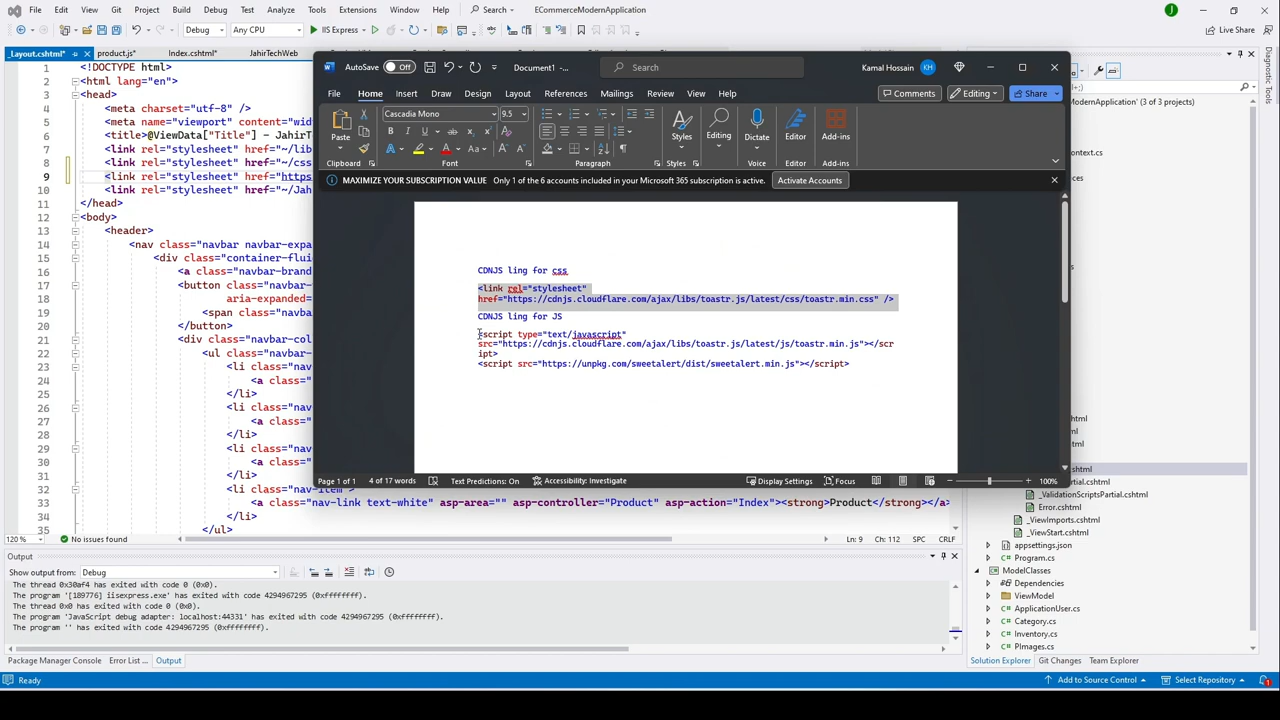 File Edit View Git Project Build Debug Test Analyze Tools Extensions Window Help Search ECommerceModernApplication J
Debug Any CPU IIS Express Live Share
_Layout.cshtml* product.js* Index.cshtml* JahirTechWeb
1 <!DOCTYPE html>
2 <html lang="en">
3 <head>
4 <meta charset="utf-8" />
5 <meta name="viewport" content="wid
6 <title>@ViewData["Title"] - JahirT
7 <link rel="stylesheet" href="~/lib
8 <link rel="stylesheet" href="~/css
9 <link rel="stylesheet" href="https
10 <link rel="stylesheet" href="~/Jah
11 </head>
12 <body>
13 <header>
14 <nav class="navbar navbar-expa
15 <div class="container-flui
16 <a class="navbar-brand
17 <button class="navbar-
18 aria-expanded=
19 <span class="navba
20 </button>
21 <div class="navbar-col
22 <ul class="navbar-
23 <li class="nav
24 <a class="
25 </li>
26 <li class="nav
27 <a class="
28 </li>
29 <li class="nav
30 <a class="
31 </li>
32 <li class="nav-item">
33 <a class="nav-link text-white" asp-area="" asp-controller="Product" asp-action="Index"><strong>Product</strong></a
34 </li>
35 </ul>
AutoSave Off Document1 -... Search Kamal Hossain KH
File Home Insert Draw Design Layout References Mailings Review View Help Comments Editing Share
Cascadia Mono 9.5
Paste Styles Editing Dictate Editor Add-ins
Clipboard Font Paragraph Styles Voice Editor Add-ins
MAXIMIZE YOUR SUBSCRIPTION VALUE Only 1 of the 6 accounts included in your Microsoft 365 subscription is active. Activate Accounts
CDNJS ling for css
<link rel="stylesheet"
href="https://cdnjs.cloudflare.com/ajax/libs/toastr.js/latest/css/toastr.min.css" />
CDNJS ling for JS
<script type="text/javascript"
src="https://cdnjs.cloudflare.com/ajax/libs/toastr.js/latest/js/toastr.min.js"></scr
ipt>
<script src="https://unpkg.com/sweetalert/dist/sweetalert.min.js"></script>
Page 1 of 1 4 of 17 words Text Predictions: On Accessibility: Investigate Display Settings Focus 100%
ModernApplication' (3 of 3 projects)
ontext.cs
es
shtml
ml
tml
shtml
artial.cshtml
_ValidationScriptsPartial.cshtml
Error.cshtml
_ViewImports.cshtml
_ViewStart.cshtml
appsettings.json
Program.cs
ModelClasses
Dependencies
ViewModel
ApplicationUser.cs
Category.cs
Inventory.cs
PImages.cs
Diagnostic Tools
120 % No issues found Ln: 9 Ch: 112 SPC CRLF
Output
Show output from: Debug
The thread 0x30af4 has exited with code 0 (0x0).
The program '[189776] iisexpress.exe' has exited with code 4294967295 (0xffffffff).
The thread 0x0 has exited with code 0 (0x0).
The program 'JavaScript debug adapter: localhost:44331' has exited with code 4294967295 (0xffffffff).
The program '' has exited with code 4294967295 (0xffffffff).
Package Manager Console Error List ... Output
Solution Explorer Git Changes Team Explorer
Ready Add to Source Control Select Repository 1